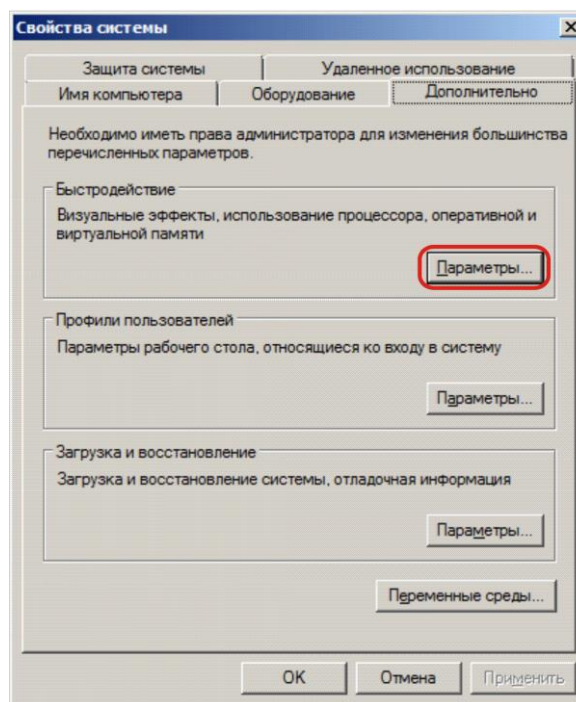 Свойства системы
Защита системы
Удаленное использование
Имя компьютера
Оборудование
Дополнительно
Необходимо иметь права администратора для изменения большинства
перечисленных параметров.
Быстродействие
Визуальные эффекты, использование процессора, оперативной и
виртуальной памяти
Параметры...
Профили пользователей
Параметры рабочего стола, относящиеся ко входу в систему
Параметры...
Загрузка и восстановление
Загрузка и восстановление системы, отладочная информация
Параметры...
Переменные среды...
OK
Отмена
Применить